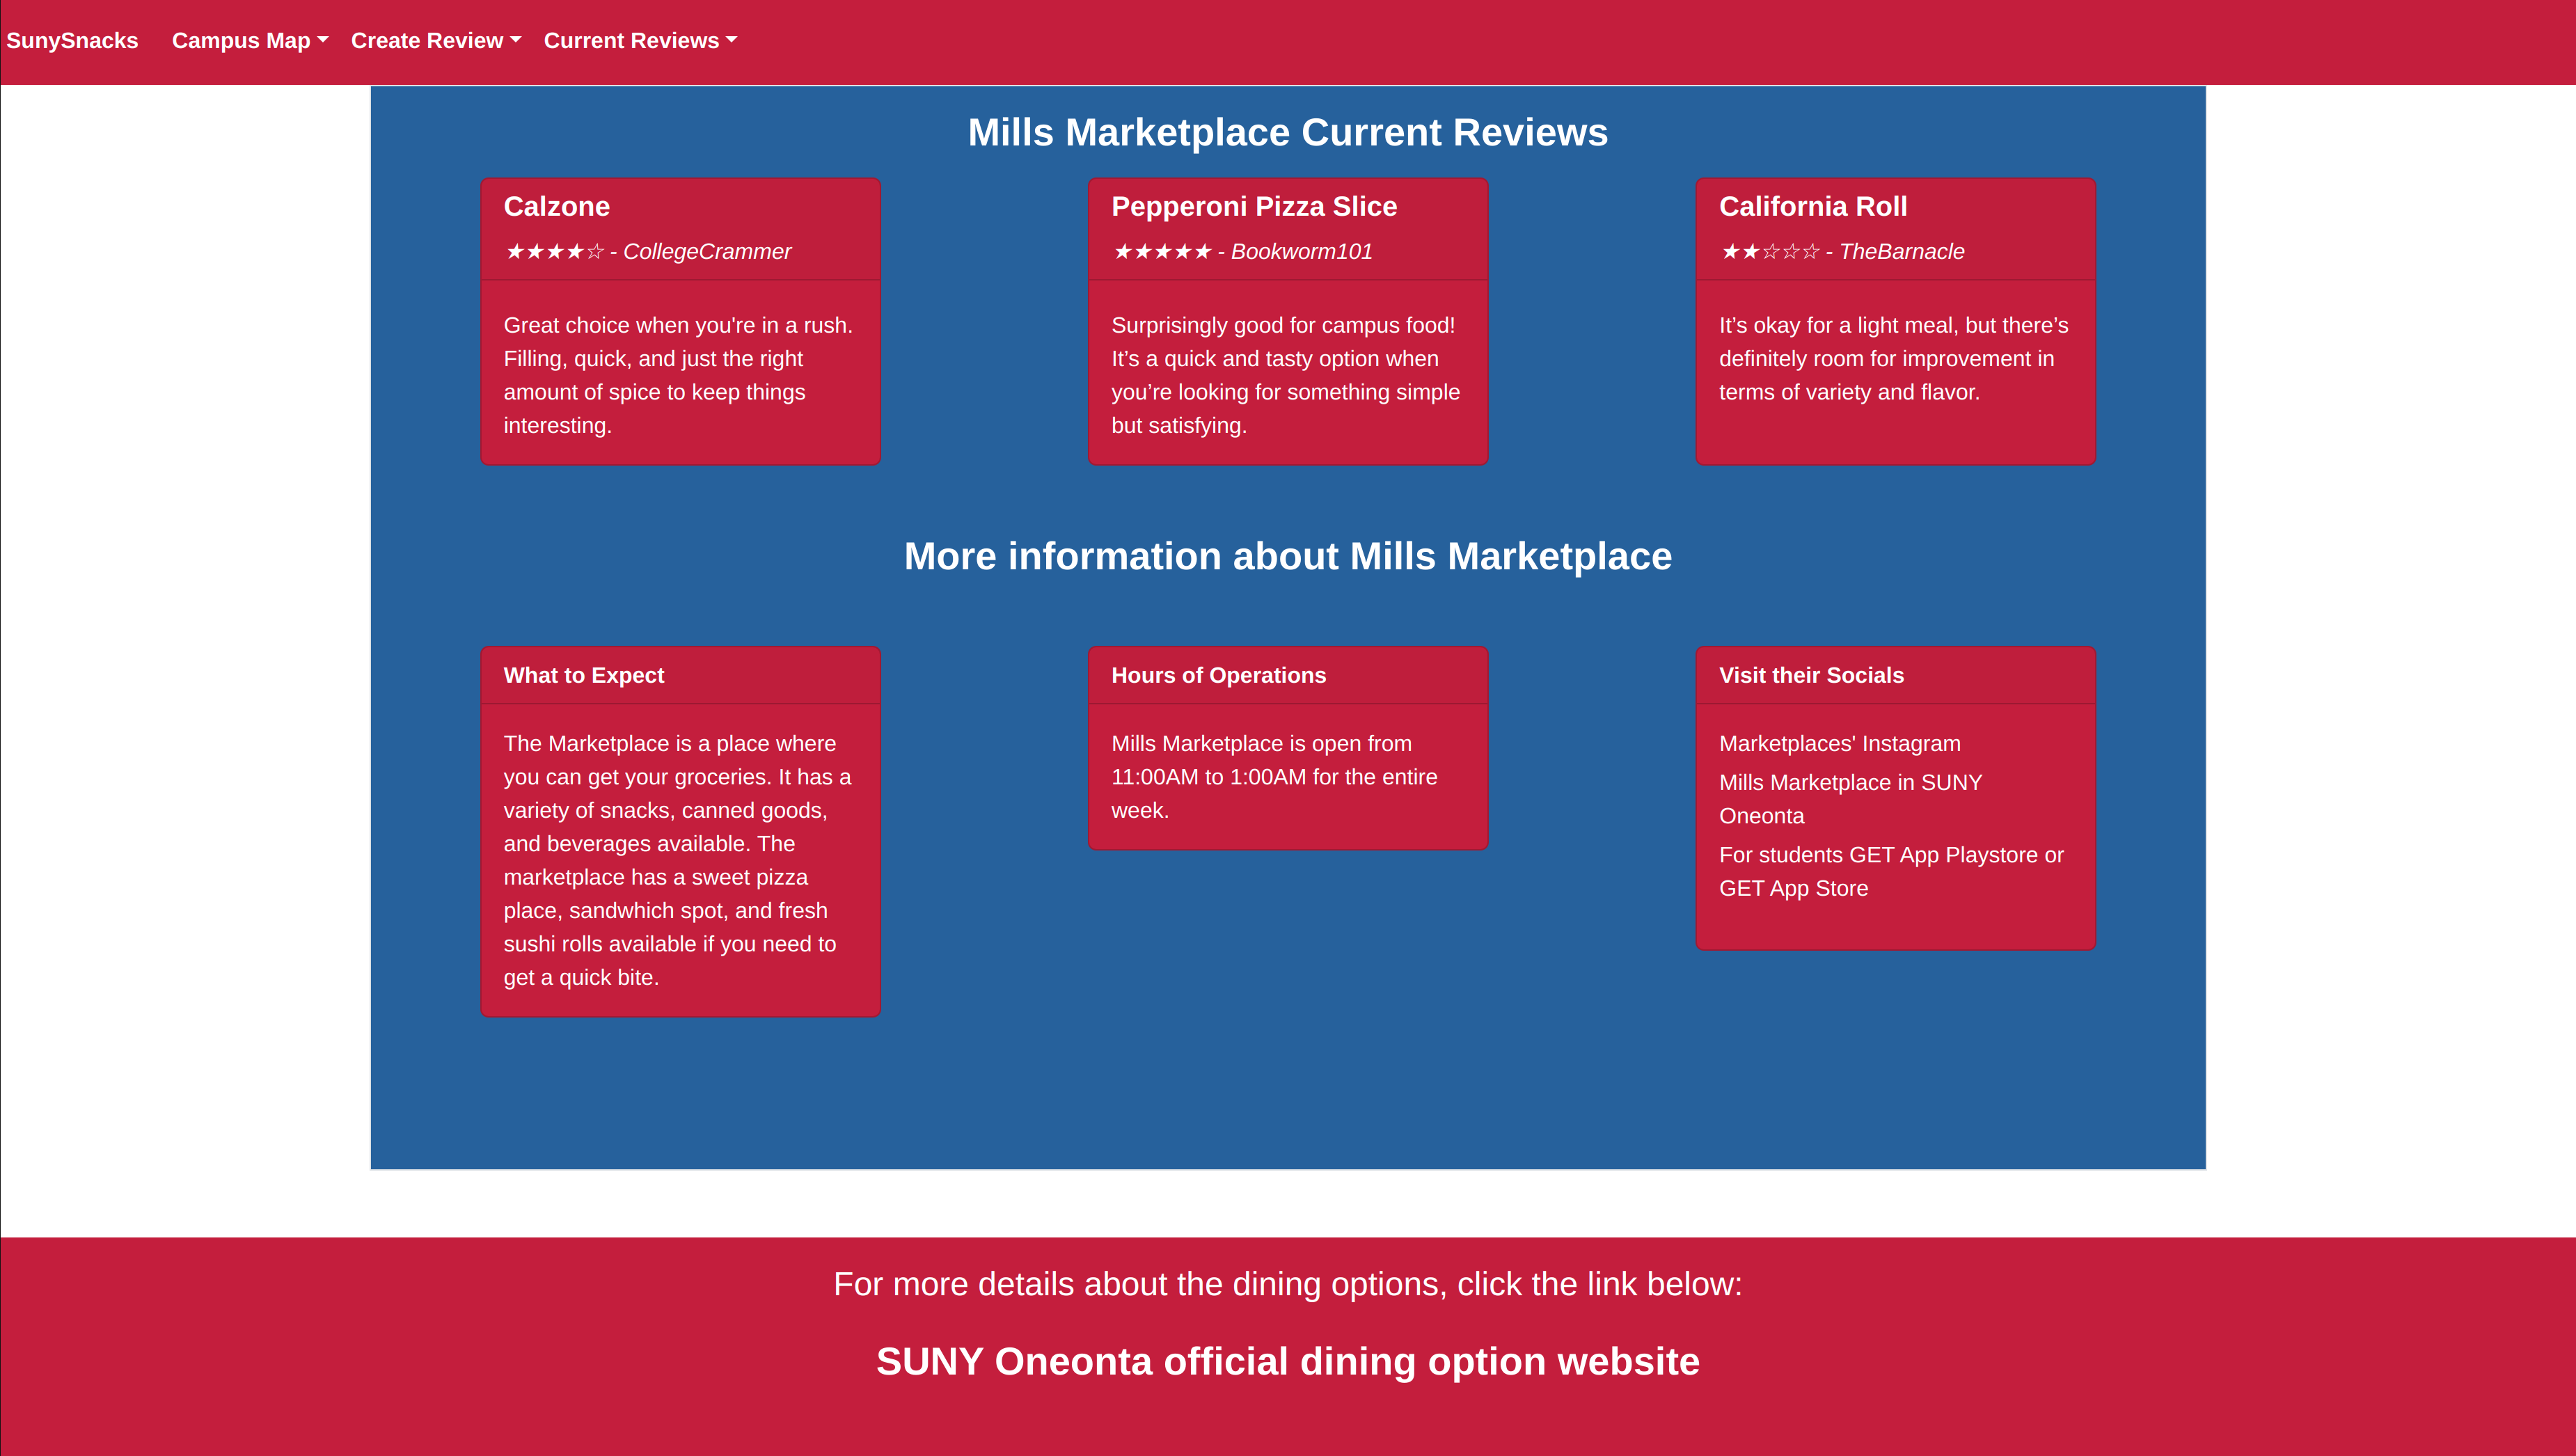 SunySnacks Campus Map Create Review Current Reviews
Mills Marketplace Current Reviews
Calzone
★★★★☆ - CollegeCrammer
Great choice when you're in a rush.
Filling, quick, and just the right
amount of spice to keep things
interesting.
Pepperoni Pizza Slice
★★★★★ - Bookworm101
Surprisingly good for campus food!
It’s a quick and tasty option when
you’re looking for something simple
but satisfying.
California Roll
★★☆☆☆ - TheBarnacle
It’s okay for a light meal, but there’s
definitely room for improvement in
terms of variety and flavor.
More information about Mills Marketplace
What to Expect
The Marketplace is a place where
you can get your groceries. It has a
variety of snacks, canned goods,
and beverages available. The
marketplace has a sweet pizza
place, sandwhich spot, and fresh
sushi rolls available if you need to
get a quick bite.
Hours of Operations
Mills Marketplace is open from
11:00AM to 1:00AM for the entire
week.
Visit their Socials
Marketplaces' Instagram
Mills Marketplace in SUNY
Oneonta
For students GET App Playstore or
GET App Store
For more details about the dining options, click the link below:
SUNY Oneonta official dining option website